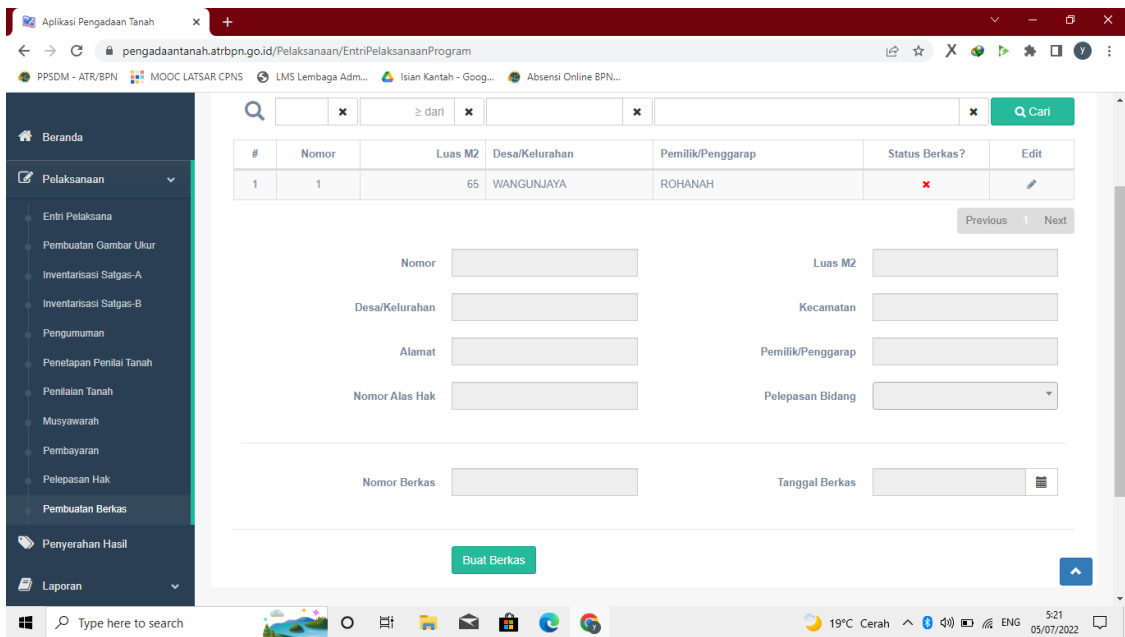 Aplikasi Pengadaan Tanah
pengadaantanah.atrbpn.go.id/Pelaksanaan/EntriPelaksanaanProgram
PPSDM - ATR/BPN MOOC LATSAR CPNS LMS Lembaga Adm... Isian Kantah - Goog... Absensi Online BPN...
≥ dari Cari
Beranda
# Nomor Luas M2 Desa/Kelurahan Pemilik/Penggarap Status Berkas? Edit
Pelaksanaan
1 1 65 WANGUNJAYA ROHANAH
Entri Pelaksana
Previous 1 Next
Pembuatan Gambar Ukur
Nomor Luas M2
Inventarisasi Satgas-A
Inventarisasi Satgas-B
Desa/Kelurahan Kecamatan
Pengumuman
Alamat Pemilik/Penggarap
Penetapan Penilai Tanah
Penilaian Tanah
Nomor Alas Hak Pelepasan Bidang
Musyawarah
Pembayaran
Pelepasan Hak
Nomor Berkas Tanggal Berkas
Pembuatan Berkas
Penyerahan Hasil
Buat Berkas
Laporan
Type here to search 19°C Cerah ENG 5:21
05/07/2022